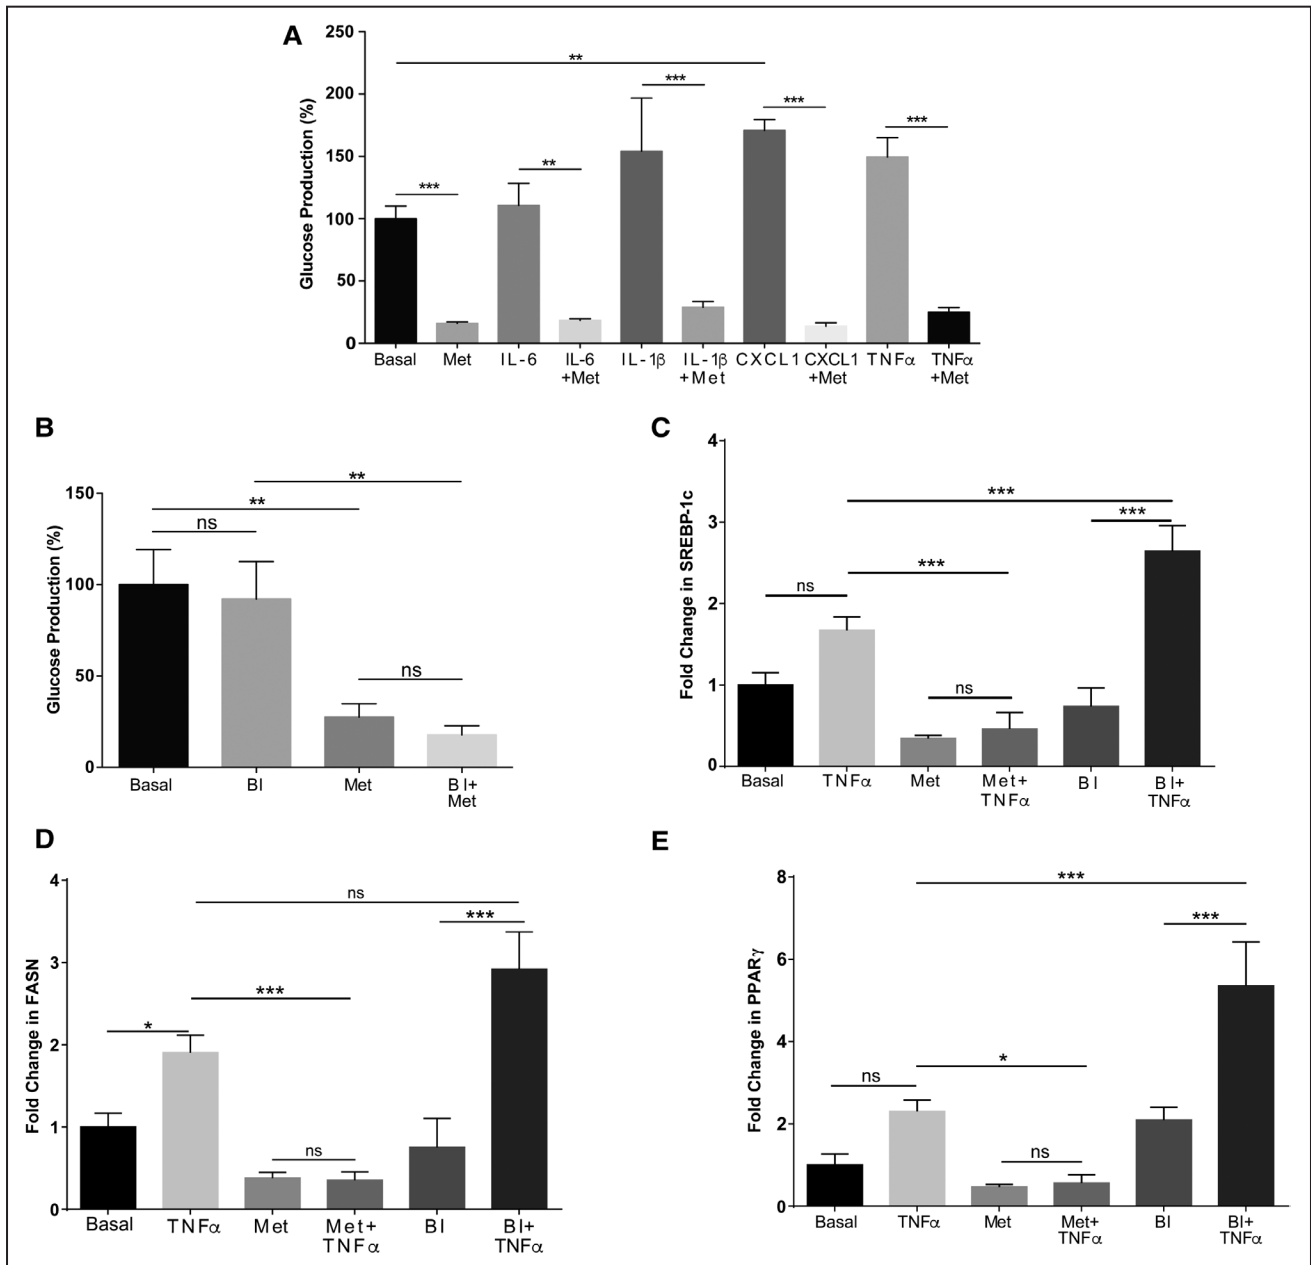 A
Glucose Production (%)
250
200
150
100
50
0
**
***
***
***
**
***
Basal Met IL-6 IL-6 IL-1β IL-1β CXCL1 CXCL1 TNFα TNFα
+Met +Met +Met +Met
B
Glucose Production (%)
150
100
50
0
**
**
ns
ns
Basal BI Met BI+
Met
C
Fold Change in SREBP-1c
4
3
2
1
0
***
***
***
ns
ns
Basal TNFα Met Met+ BI BI+
TNFα TNFα
D
Fold Change in FASN
4
3
2
1
0
ns
***
***
*
ns
Basal TNFα Met Met+ BI BI+
TNFα TNFα
E
Fold Change in PPARγ
8
6
4
2
0
***
***
*
ns
ns
Basal TNFα Met Met+ BI BI+
TNFα TNFα